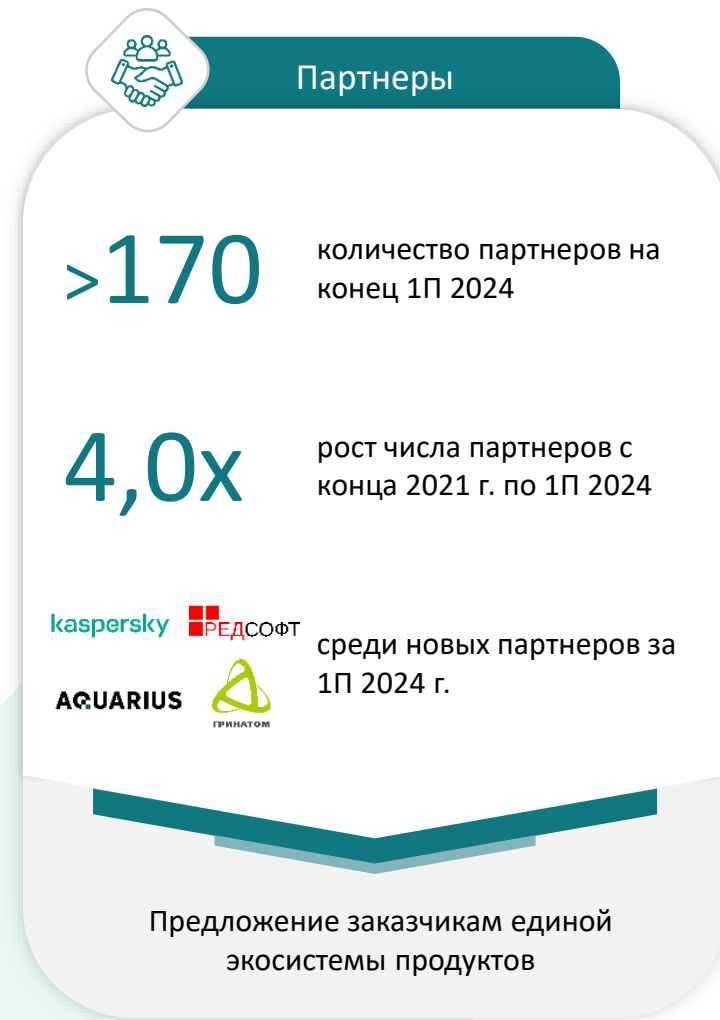 Партнеры
>170
количество партнеров на
конец 1П 2024
4,0x
рост числа партнеров с
конца 2021 г. по 1П 2024
kaspersky РЕДСОФТ
AQUARIUS ГРИНАТОМ
среди новых партнеров за
1П 2024 г.
Предложение заказчикам единой
экосистемы продуктов